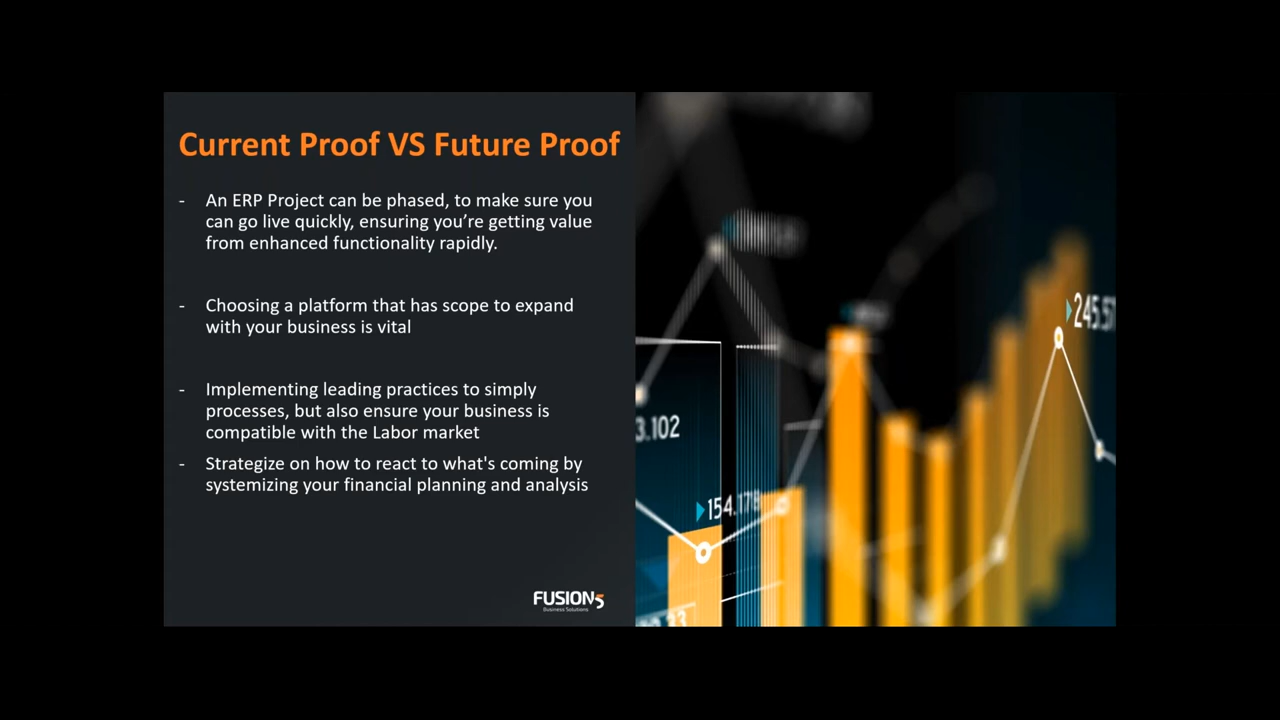 Current Proof VS Future Proof
- An ERP Project can be phased, to make sure you
can go live quickly, ensuring you’re getting value
from enhanced functionality rapidly.
- Choosing a platform that has scope to expand
with your business is vital
- Implementing leading practices to simply
processes, but also ensure your business is
compatible with the Labor market
- Strategize on how to react to what's coming by
systemizing your financial planning and analysis
FUSION5
Business Solutions
3.102
154.178
245.57